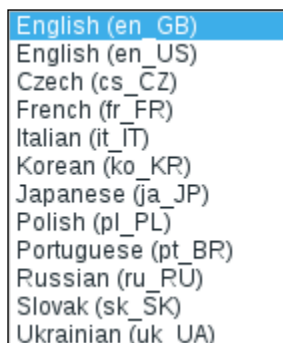 English (en_GB)
English (en_US)
Czech (cs_CZ)
French (fr_FR)
Italian (it_IT)
Korean (ko_KR)
Japanese (ja_JP)
Polish (pl_PL)
Portuguese (pt_BR)
Russian (ru_RU)
Slovak (sk_SK)
Ukrainian (uk_UA)